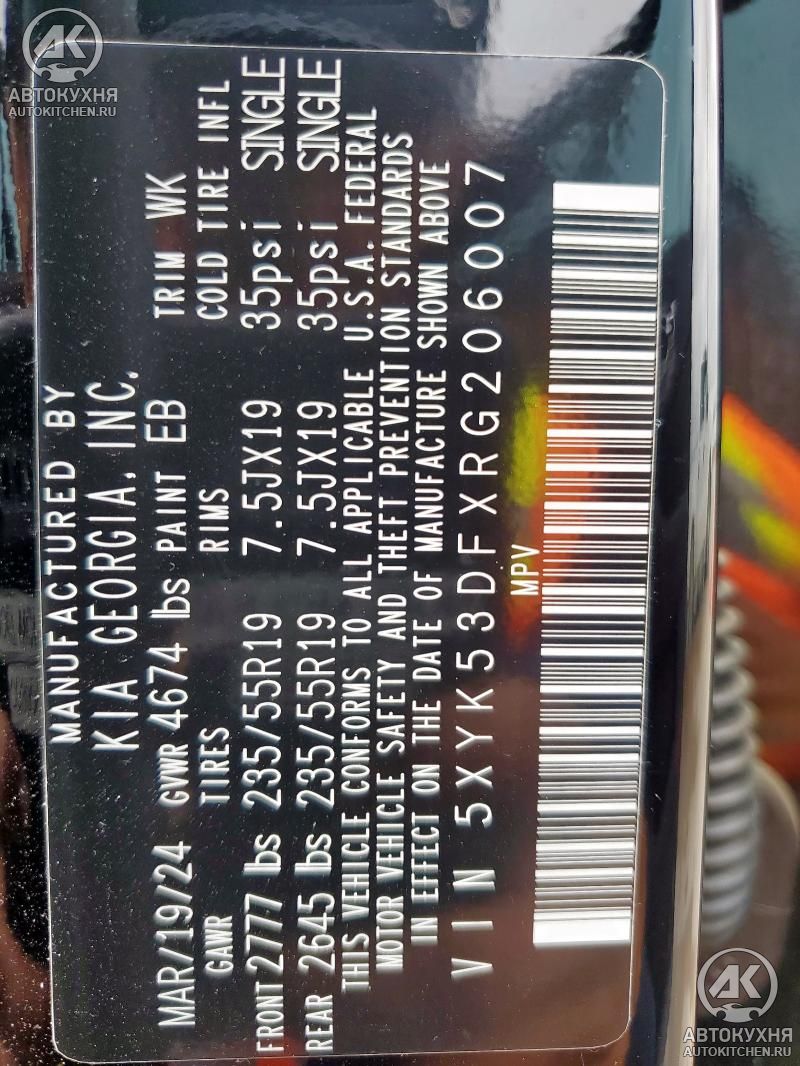 AK
АВТОКУХНЯ
AUTOKITCHEN.RU
MANUFACTURED BY
KIA GEORGIA, INC.
MAR/19/24 GVWR 4674 lbs PAINT EB TRIM WK
GAWR TIRES RIMS COLD TIRE INFL
FRONT 2777 lbs 235/55R19 7.5JX19 35psi SINGLE
REAR 2645 lbs 235/55R19 7.5JX19 35psi SINGLE
THIS VEHICLE CONFORMS TO ALL APPLICABLE U.S.A. FEDERAL
MOTOR VEHICLE SAFETY AND THEFT PREVENTION STANDARDS
IN EFFECT ON THE DATE OF MANUFACTURE SHOWN ABOVE
VIN 5XYK53DFXRG206007
MPV
AK
АВТОКУХНЯ
AUTOKITCHEN.RU